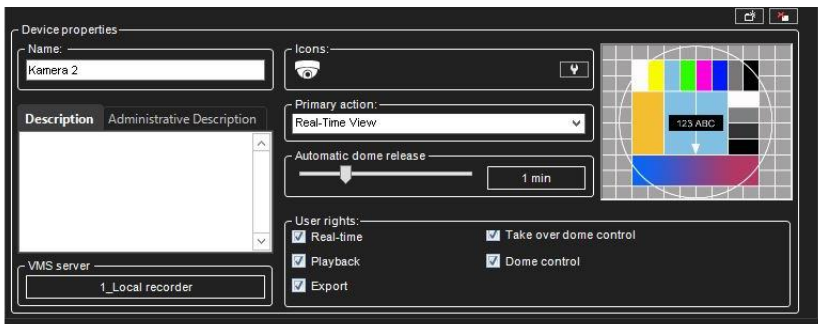 Device properties
Name:
Kamera 2
Description
Administrative Description
VMS server
1_Local recorder
Icons:
Primary action:
Real-Time View
Automatic dome release
1 min
123 ABC
User rights:
Real-time
Take over dome control
Playback
Dome control
Export